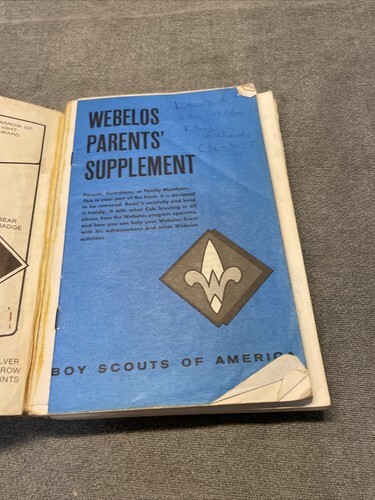 ARROW OF
LIGHT
AWARD
BEAR
BADGE
SILVER
ARROW
POINTS
WEBELOS
PARENTS'
SUPPLEMENT
Parents, Guardians, or Family Members:
This is your part of the book. It is designed
to be removed. Read it carefully and keep
it handy. It tells what Cub Scouting is all
about, how the Webelos program operates,
and how you can help your Webelos Scout
with his advancement and other Webelos
activities.
BOY SCOUTS OF AMERICA